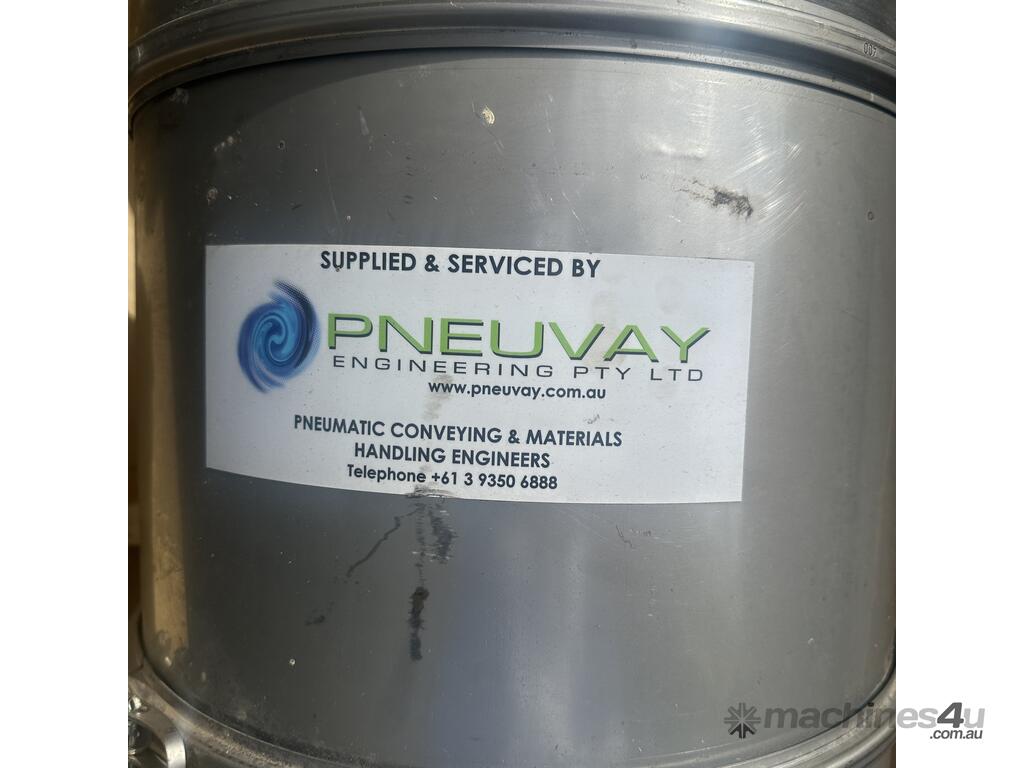 007
SUPPLIED & SERVICED BY
PNEUVAY
ENGINEERING PTY LTD
www.pneuvay.com.au
PNEUMATIC CONVEYING & MATERIALS
HANDLING ENGINEERS
Telephone +61 3 9350 6888
machines4u
.com.au